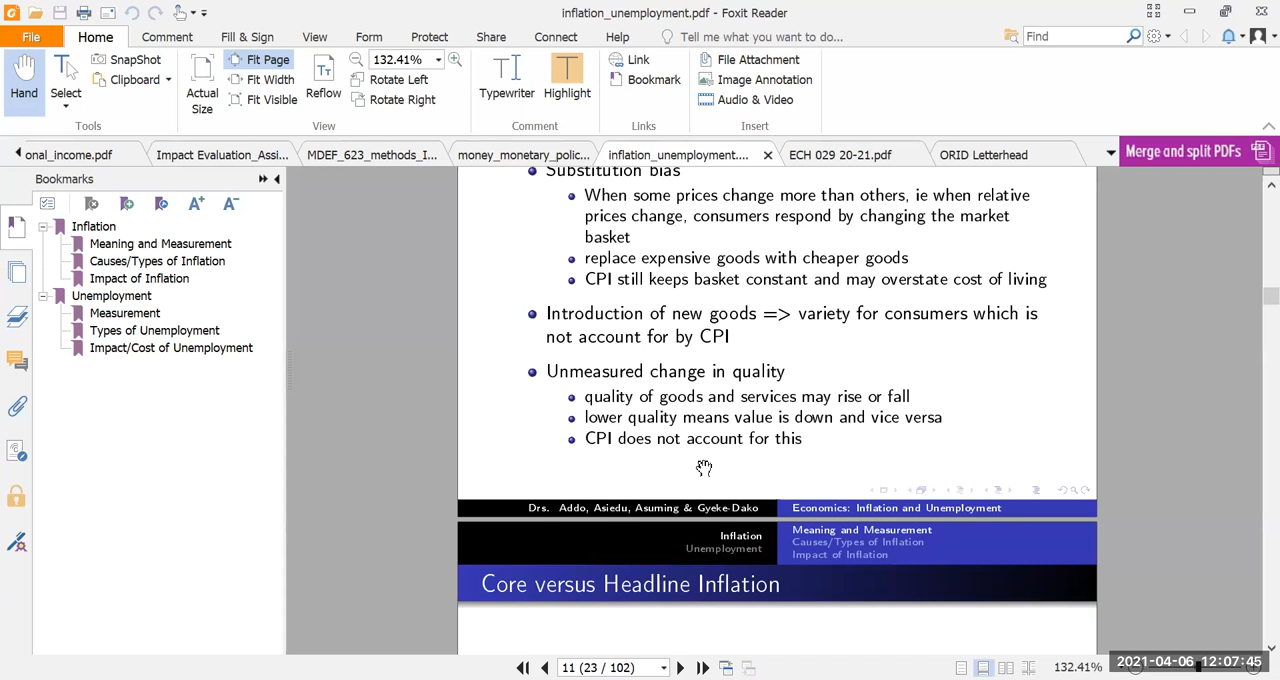 inflation_unemployment.pdf - Foxit Reader
File Home Comment Fill & Sign View Form Protect Share Connect Help Tell me what you want to do... Find
Hand
Select
SnapShot
Clipboard
Tools
Actual
Size
Fit Page
Fit Width
Fit Visible
Reflow
132.41%
Rotate Left
Rotate Right
View
Typewriter
Highlight
Comment
Link
Bookmark
Links
File Attachment
Image Annotation
Audio & Video
Insert
onal_income.pdf Impact Evaluation_Assi... MDEF_623_methods_I... money_monetary_polic... inflation_unemployment.... ECH 029 20-21.pdf ORID Letterhead Merge and split PDFs
Bookmarks
Inflation
Meaning and Measurement
Causes/Types of Inflation
Impact of Inflation
Unemployment
Measurement
Types of Unemployment
Impact/Cost of Unemployment
Substitution bias
When some prices change more than others, ie when relative
prices change, consumers respond by changing the market
basket
replace expensive goods with cheaper goods
CPI still keeps basket constant and may overstate cost of living
Introduction of new goods => variety for consumers which is
not account for by CPI
Unmeasured change in quality
quality of goods and services may rise or fall
lower quality means value is down and vice versa
CPI does not account for this
Drs. Addo, Asiedu, Asuming & Gyeke-Dako Economics: Inflation and Unemployment
Inflation
Unemployment
Meaning and Measurement
Causes/Types of Inflation
Impact of Inflation
Core versus Headline Inflation
11 (23 / 102)
132.41%
2021-04-06 12:07:45